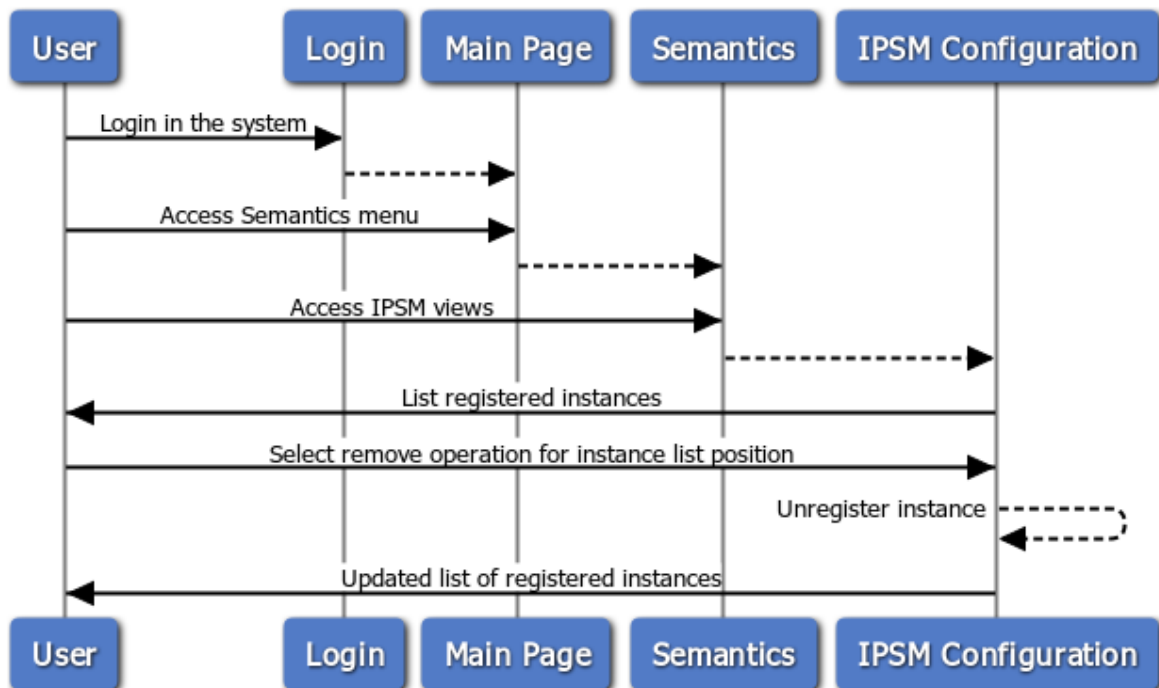 User Login Main Page Semantics IPSM Configuration
Login in the system
Access Semantics menu
Access IPSM views
List registered instances
Select remove operation for instance list position
Unregister instance
Updated list of registered instances
User Login Main Page Semantics IPSM Configuration